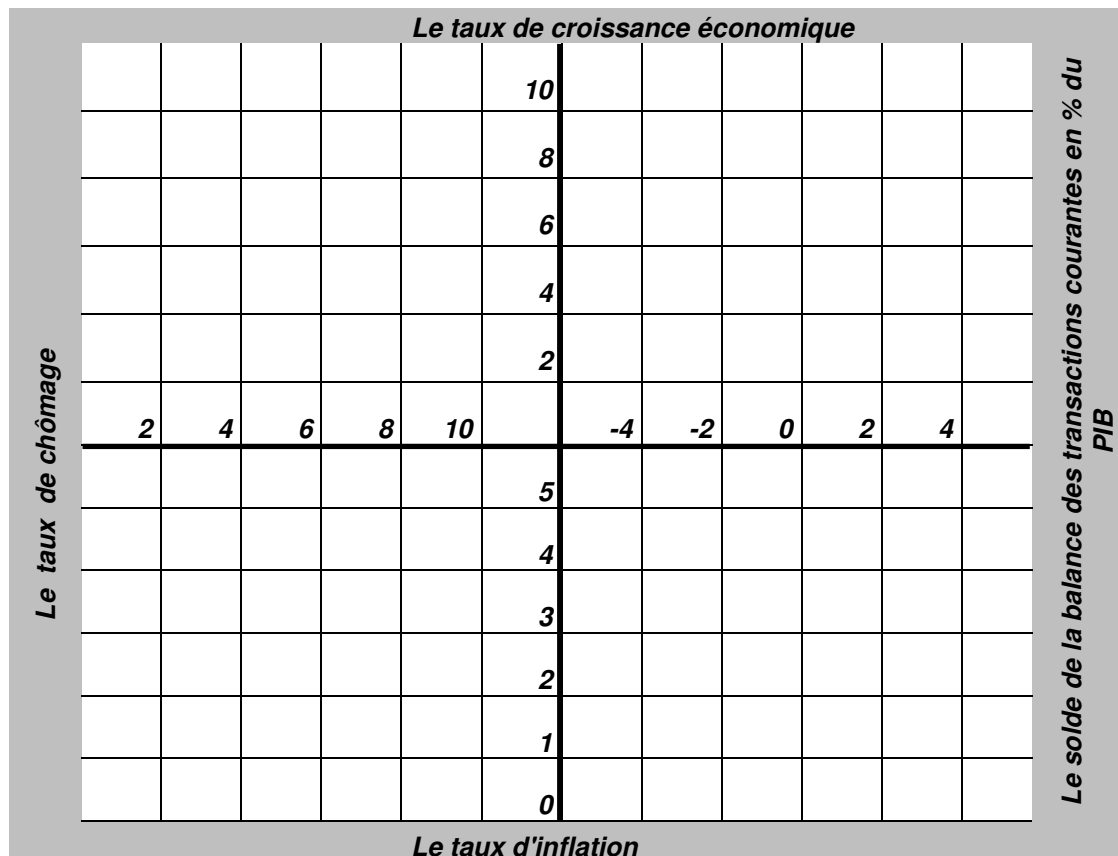 Le taux de croissance économique
10
8
6
4
2
2 4 6 8 10 -4 -2 0 2 4
5
4
3
2
1
0
Le taux d'inflation
Le taux de chômage
Le solde de la balance des transactions courantes en % du
PIB